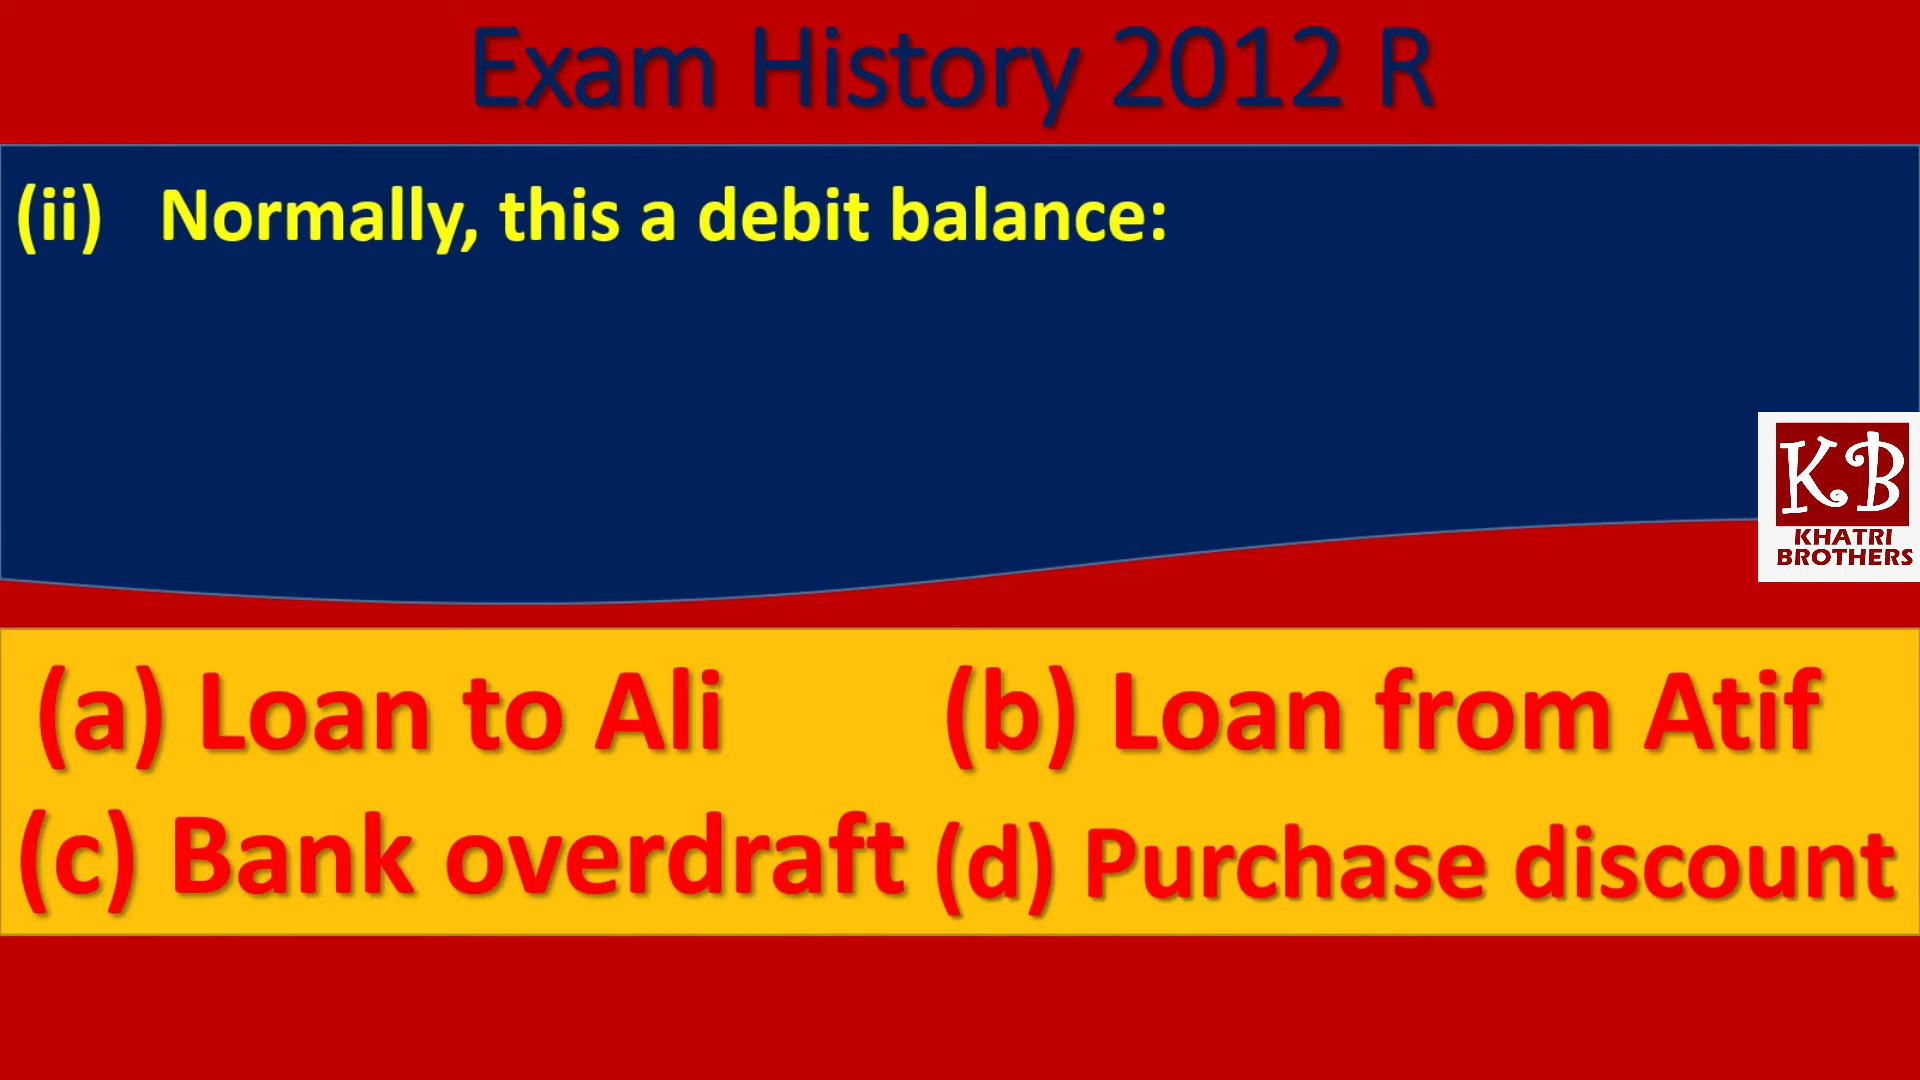 Exam History 2012 R
(ii) Normally, this a debit balance:
KB
KHATRI
BROTHERS
(a) Loan to Ali (b) Loan from Atif
(c) Bank overdraft (d) Purchase discount